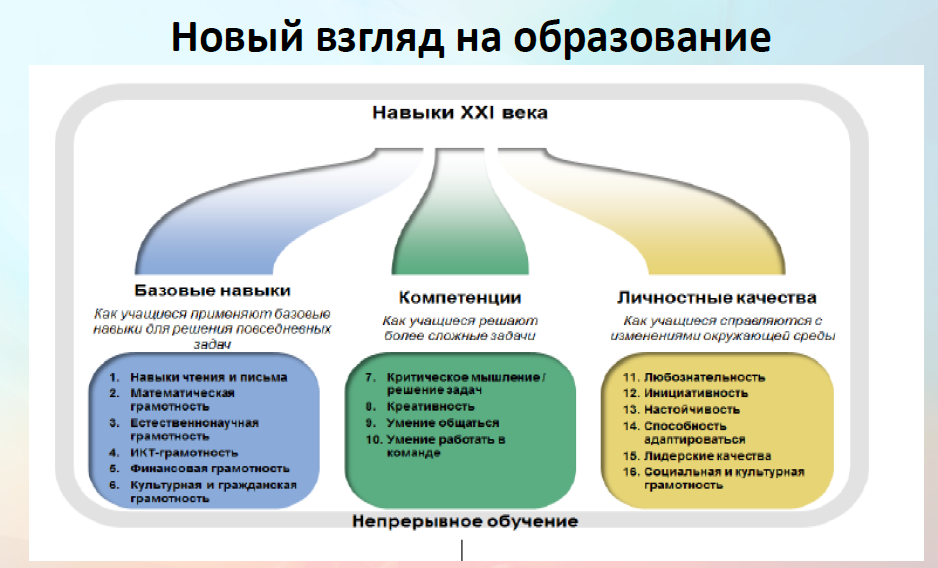 Новый взгляд на образование
Навыки XXI века
Базовые навыки
Как учащиеся применяют базовые
навыки для решения повседневных
задач
1. Навыки чтения и письма
2. Математическая
грамотность
3. Естественнонаучная
грамотность
4. ИКТ-грамотность
5. Финансовая грамотность
6. Культурная и гражданская
грамотность
Компетенции
Как учащиеся решают
более сложные задачи
7. Критическое мышление /
решение задач
8. Креативность
9. Умение общаться
10. Умение работать в
команде
Личностные качества
Как учащиеся справляются с
изменениями окружающей среды
11. Любознательность
12. Инициативность
13. Настойчивость
14. Способность
адаптироваться
15. Лидерские качества
16. Социальная и культурная
грамотность
Непрерывное обучение